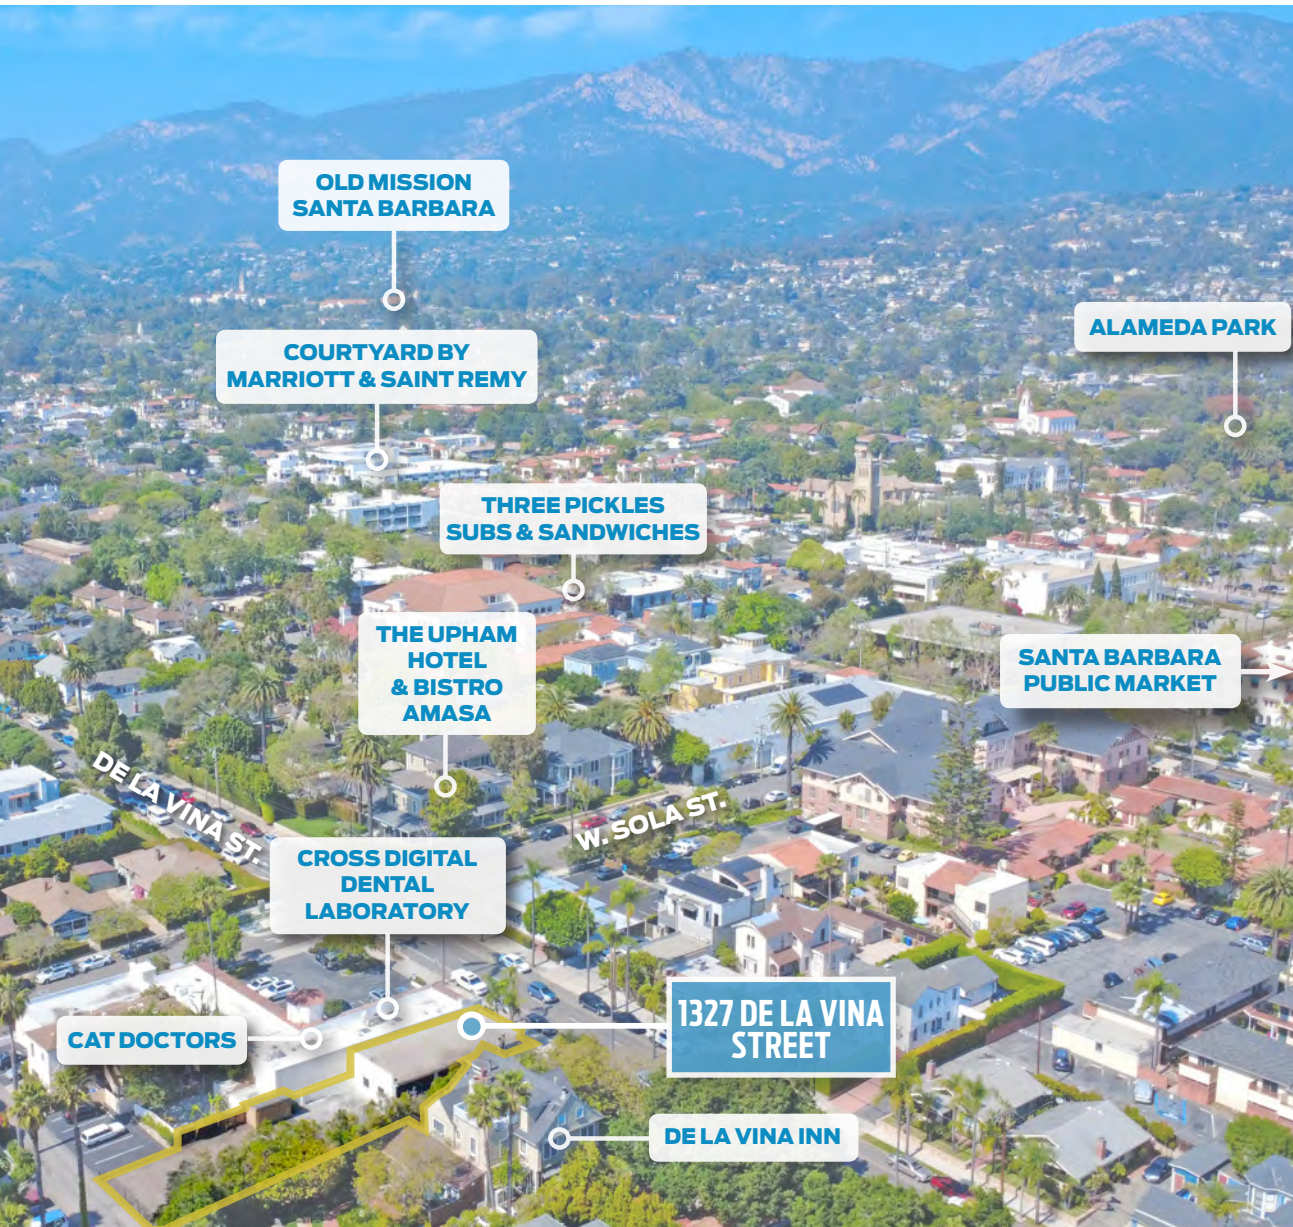 OLD MISSION
SANTA BARBARA
ALAMEDA PARK
COURTYARD BY
MARRIOTT & SAINT REMY
THREE PICKLES
SUBS & SANDWICHES
THE UPHAM
HOTEL
& BISTRO
AMASA
SANTA BARBARA
PUBLIC MARKET
DE LA VINA ST.
W. SOLA ST.
CROSS DIGITAL
DENTAL
LABORATORY
1327 DE LA VINA
STREET
CAT DOCTORS
DE LA VINA INN